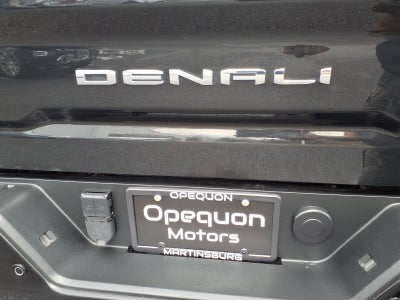 DENALI
OPEQUON
Opequon
Motors
MARTINSBURG